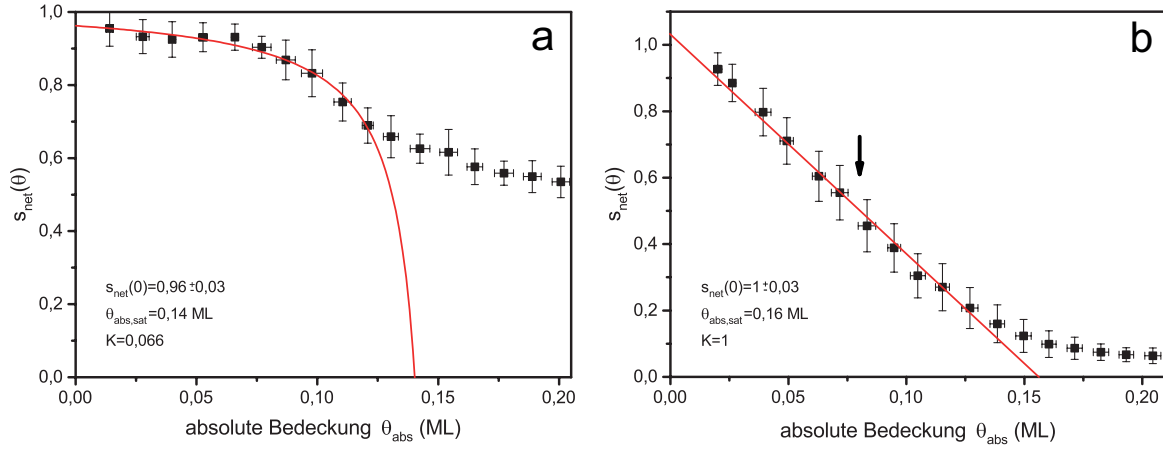 a
1,0
0,8
0,6
0,4
0,2
0,0
s_net(θ)
s_net(0)=0,96±0,03
θ_abs,sat=0,14 ML
K=0,066
0,00 0,05 0,10 0,15 0,20
absolute Bedeckung θ_abs (ML)
b
1,0
0,8
0,6
0,4
0,2
0,0
s_net(θ)
s_net(0)=1±0,03
θ_abs,sat=0,16 ML
K=1
0,00 0,05 0,10 0,15 0,20
absolute Bedeckung θ_abs (ML)